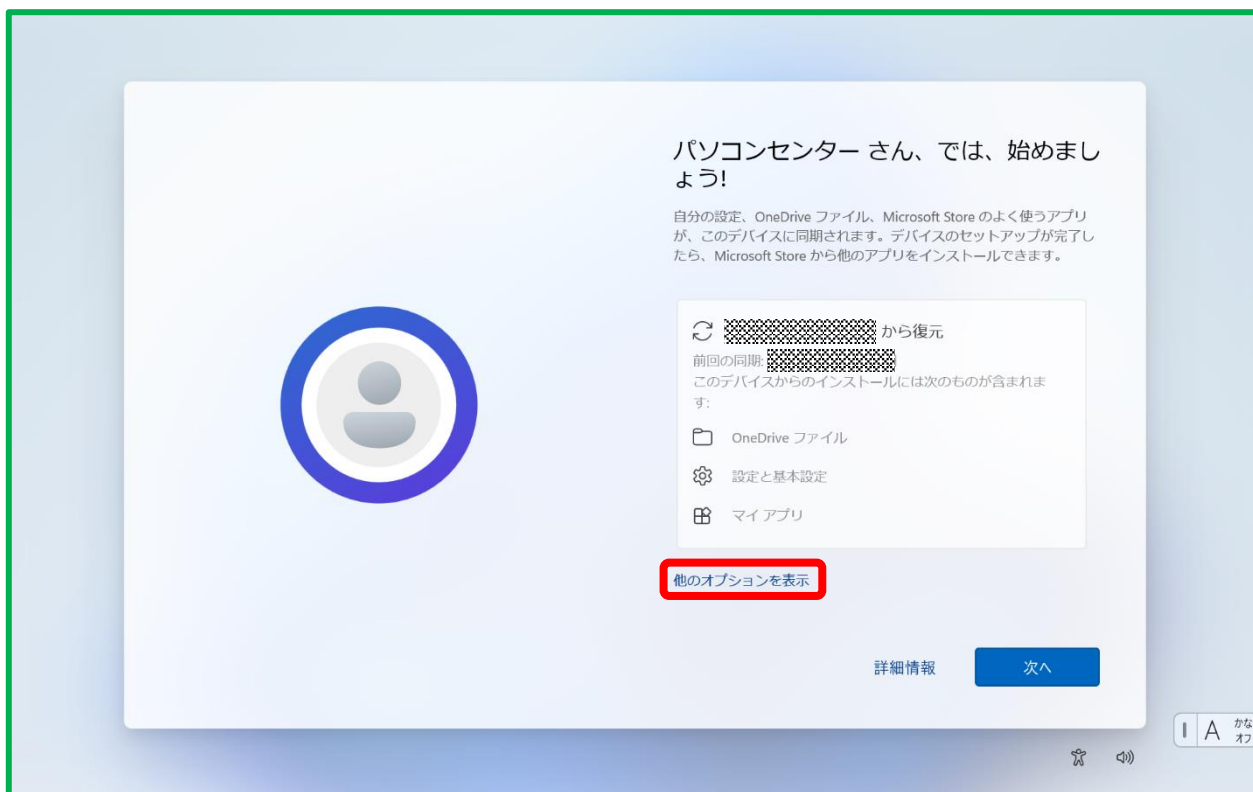 パソコンセンター さん、では、始めまし
ょう!
自分の設定、OneDrive ファイル、Microsoft Store のよく使うアプリ
が、このデバイスに同期されます。デバイスのセットアップが完了し
たら、Microsoft Store から他のアプリをインストールできます。
から復元
前回の同期:
このデバイスからのインストールには次のものが含まれま
す:
OneDrive ファイル
設定と基本設定
マイ アプリ
他のオプションを表示
詳細情報
次へ
A
かな
オフ